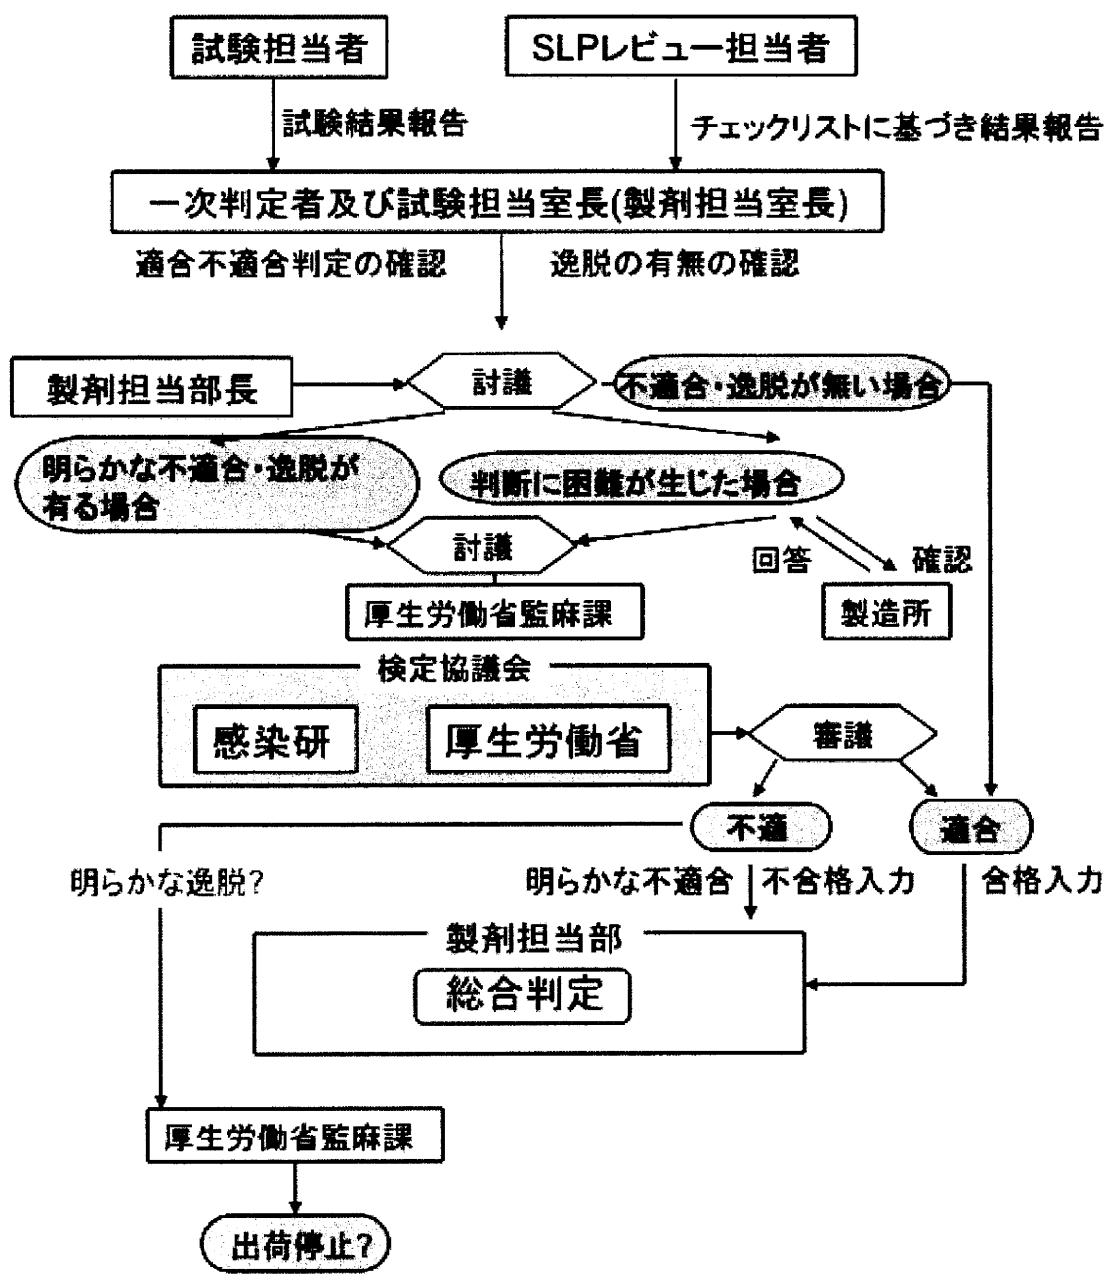 試験担当者
SLPレビュー担当者
試験結果報告
チェックリストに基づき結果報告
一次判定者及び試験担当室長(製剤担当室長)
適合不適合判定の確認
逸脱の有無の確認
製剤担当部長
討議
不適合・逸脱が無い場合
明らかな不適合・逸脱が
有る場合
判断に困難が生じた場合
討議
回答
確認
厚生労働省監麻課
製造所
検定協議会
感染研
厚生労働省
審議
不適
適合
明らかな逸脱?
明らかな不適合
不合格入力
合格入力
製剤担当部
総合判定
厚生労働省監麻課
出荷停止?